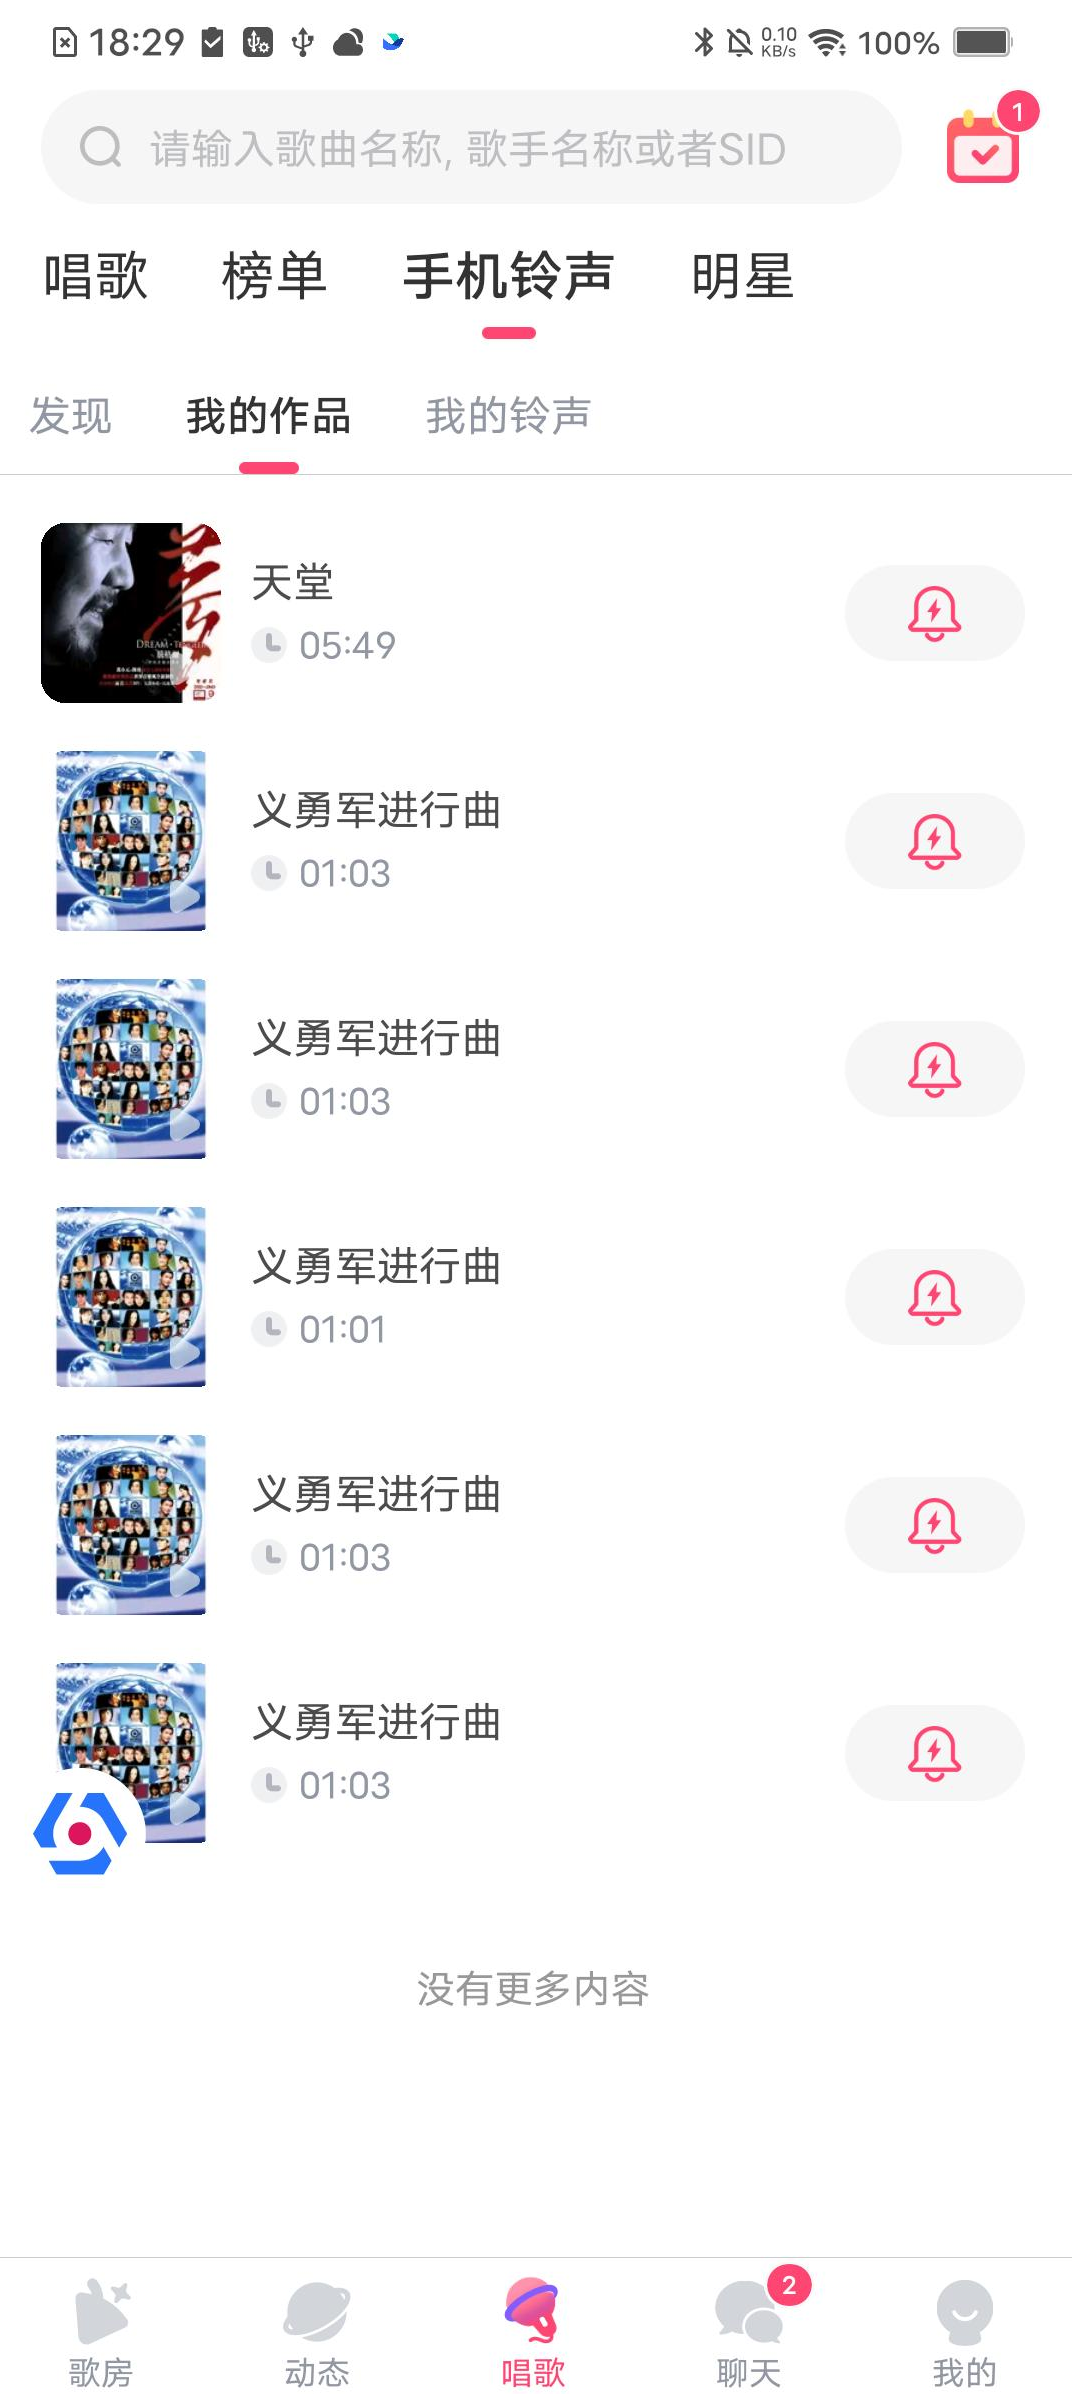 18:29
0.10
KB/s
100%
请输入歌曲名称, 歌手名称或者SID
1
唱歌 榜单 手机铃声 明星
发现 我的作品 我的铃声
DREAM
天堂
05:49
义勇军进行曲
01:03
义勇军进行曲
01:03
义勇军进行曲
01:01
义勇军进行曲
01:03
义勇军进行曲
01:03
没有更多内容
2
歌房 动态 唱歌 聊天 我的